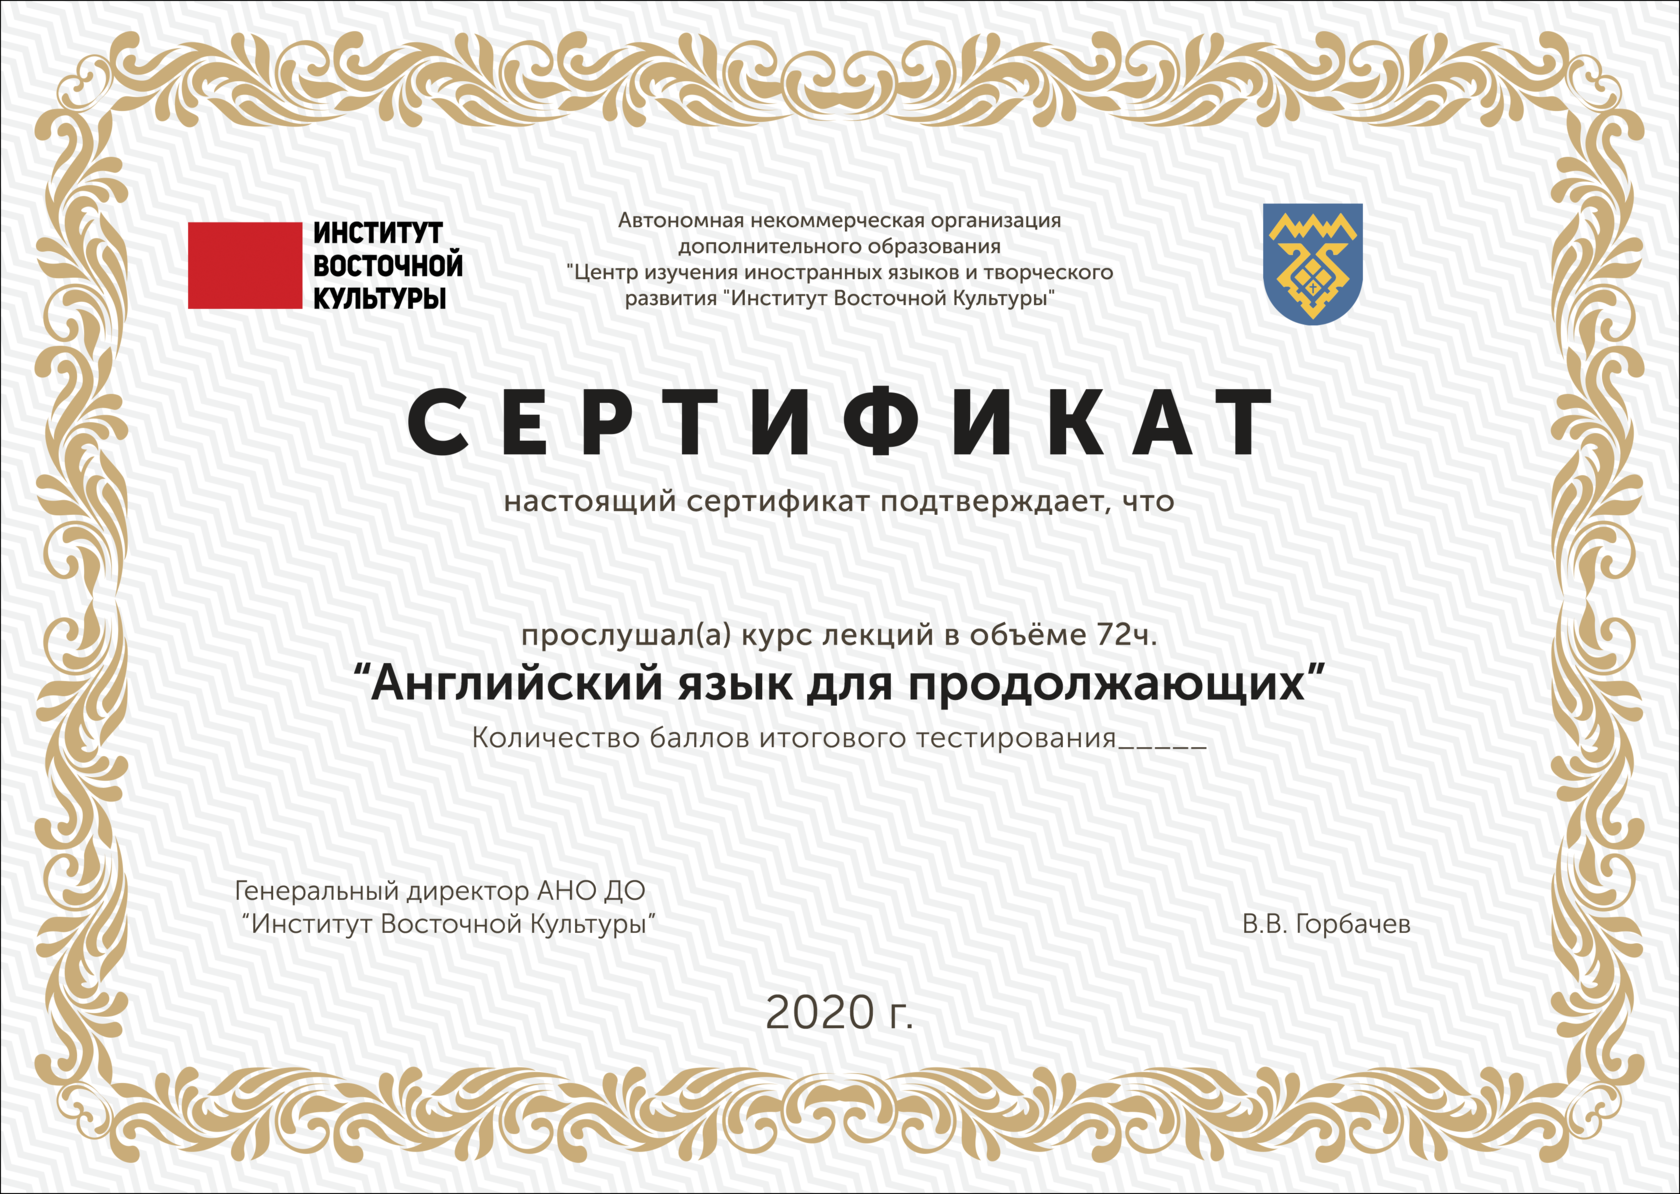 ИНСТИТУТ
ВОСТОЧНОЙ
КУЛЬТУРЫ
Автономная некоммерческая организация
дополнительного образования
"Центр изучения иностранных языков и творческого
развития "Институт Восточной Культуры"
СЕРТИФИКАТ
настоящий сертификат подтверждает, что
прослушал(а) курс лекций в объёме 72ч.
“Английский язык для продолжающих”
Количество баллов итогового тестирования_____
Генеральный директор АНО ДО
“Институт Восточной Культуры”
В.В. Горбачев
2020 г.